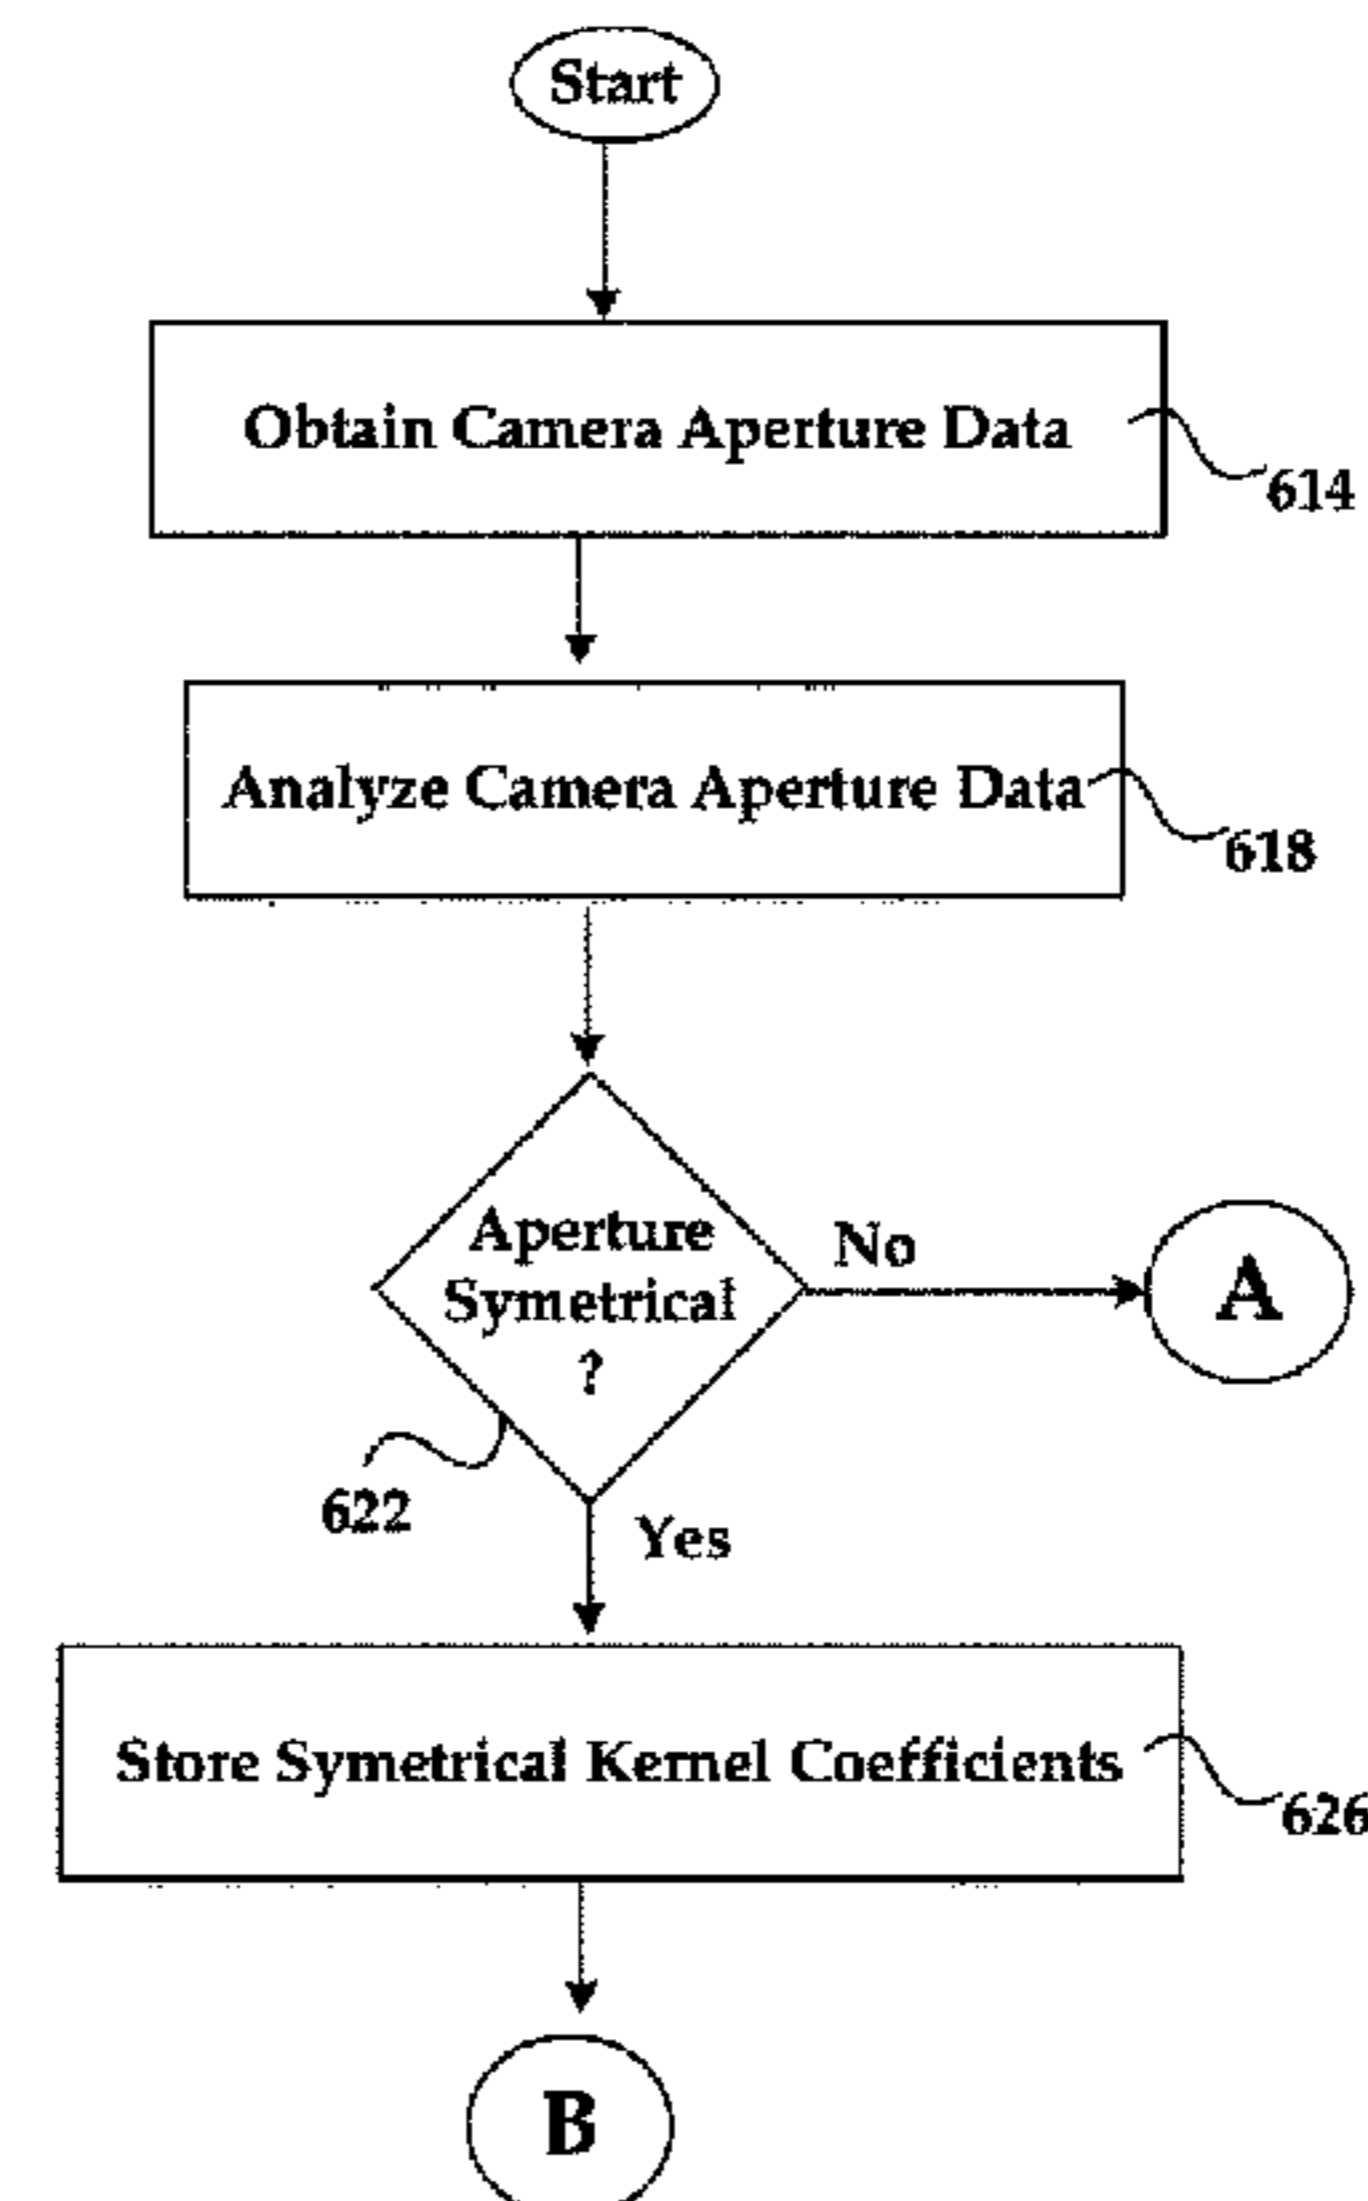 Start
Obtain Camera Aperture Data
614
Analyze Camera Aperture Data
618
Aperture
Symetrical
?
No
A
622
Yes
Store Symetrical Kernel Coefficients
626
B